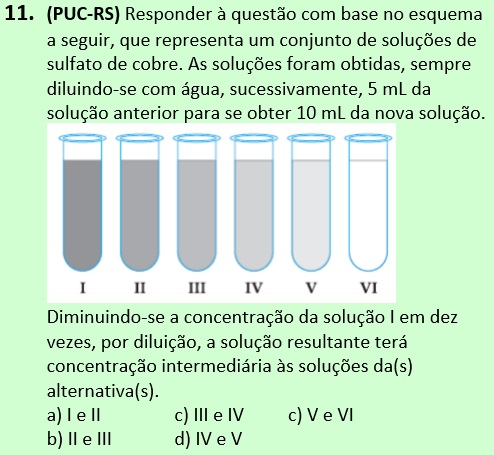 11. (PUC-RS) Responder à questão com base no esquema
a seguir, que representa um conjunto de soluções de
sulfato de cobre. As soluções foram obtidas, sempre
diluindo-se com água, sucessivamente, 5 mL da
solução anterior para se obter 10 mL da nova solução.
I II III IV V VI
Diminuindo-se a concentração da solução I em dez
vezes, por diluição, a solução resultante terá
concentração intermediária às soluções da(s)
alternativa(s).
a) I e II c) III e IV c) V e VI
b) II e III d) IV e V